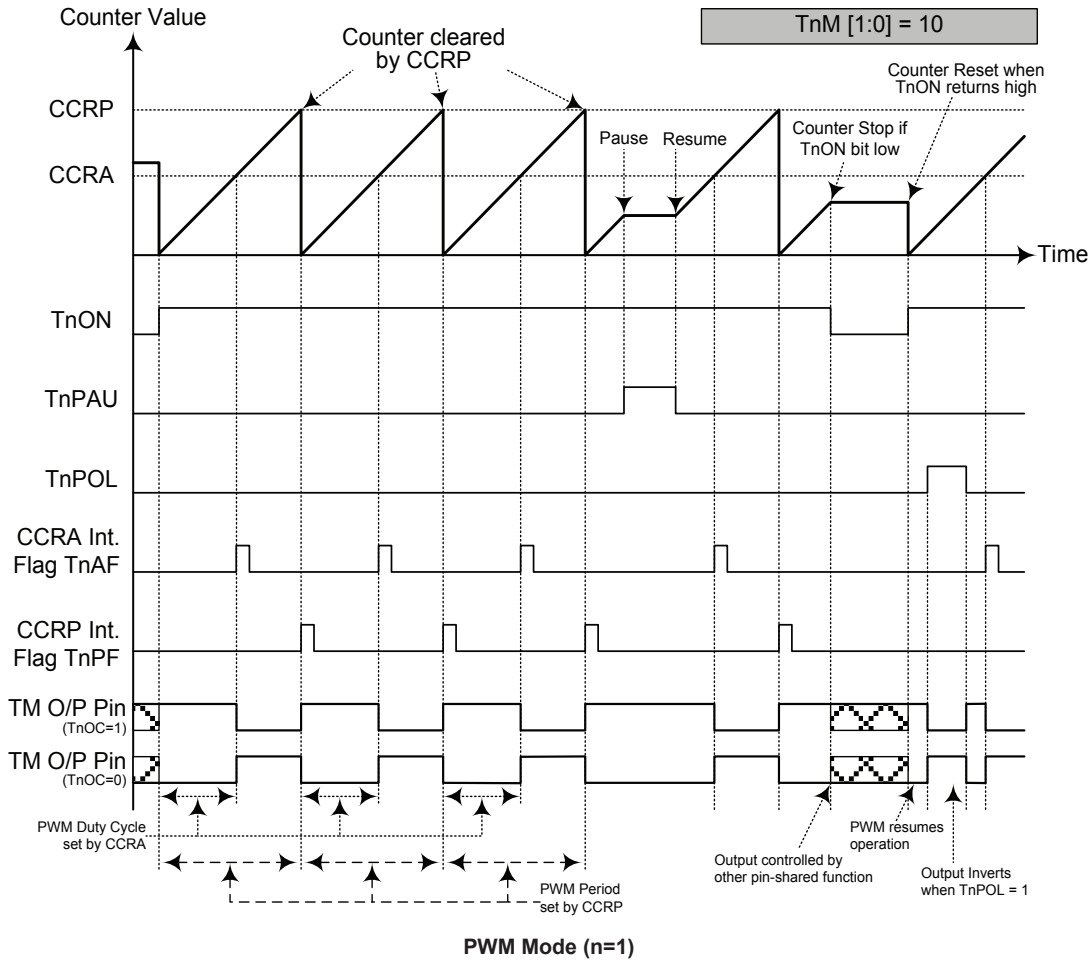 Counter Value
TnM [1:0] = 10
Counter cleared
by CCRP
Counter Reset when
TnON returns high
CCRP
Pause
Resume
Counter Stop if
TnON bit low
CCRA
Time
TnON
TnPAU
TnPOL
CCRA Int.
Flag TnAF
CCRP Int.
Flag TnPF
TM O/P Pin
(TnOC=1)
TM O/P Pin
(TnOC=0)
PWM Duty Cycle
set by CCRA
PWM resumes
operation
Output controlled by
other pin-shared function
Output Inverts
when TnPOL = 1
PWM Period
set by CCRP
PWM Mode (n=1)